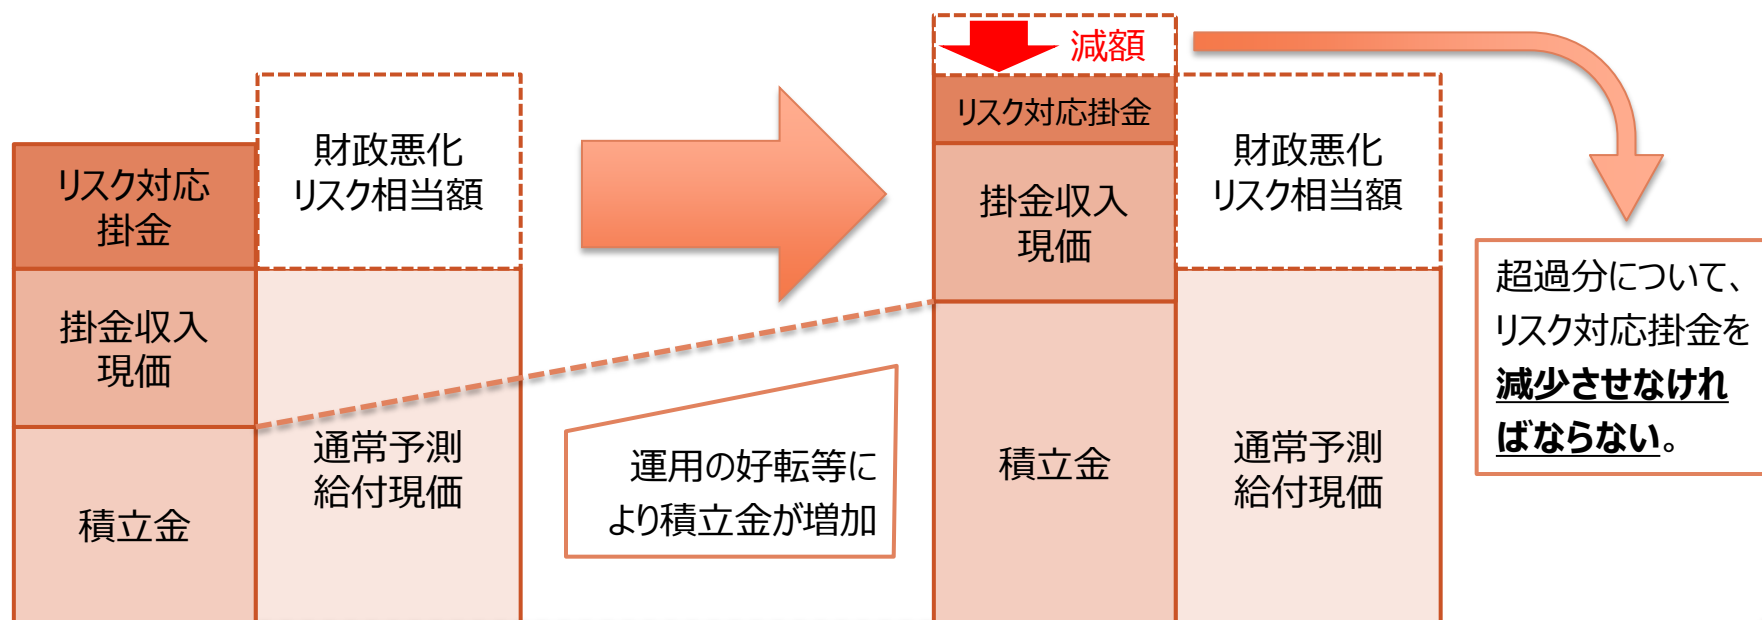 リスク対応
掛金
掛金収入
現価
積立金
財政悪化
リスク相当額
通常予測
給付現価
運用の好転等に
より積立金が増加
減額
リスク対応掛金
掛金収入
現価
積立金
財政悪化
リスク相当額
通常予測
給付現価
超過分について、
リスク対応掛金を
減少させなけれ
ばならない。